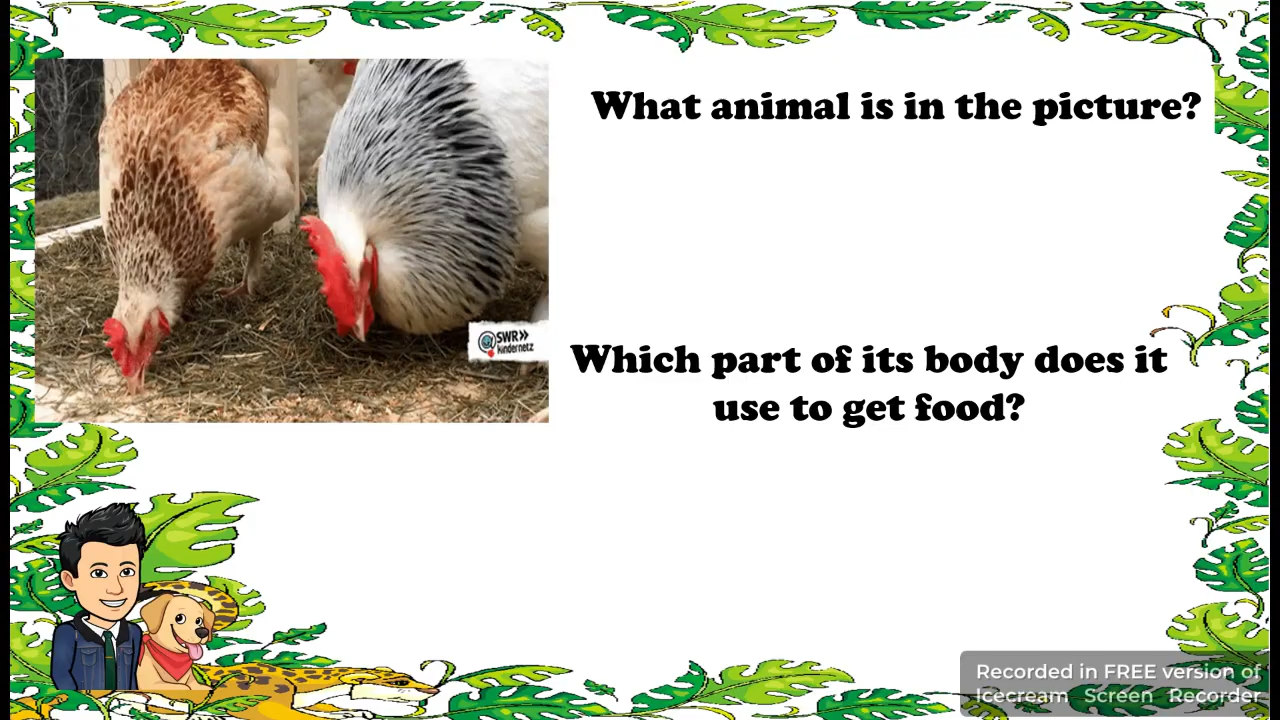 What animal is in the picture?
SWR»
kindernetz
Which part of its body does it
use to get food?
Recorded in FREE version of
Icecream Screen Recorder